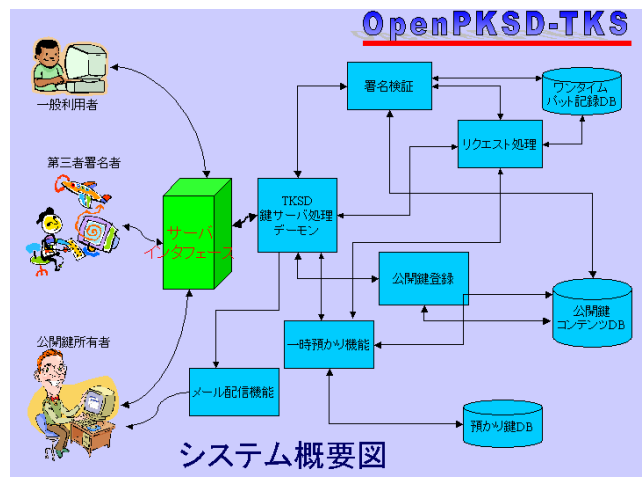 OpenPKSD-TKS
一般利用者
署名検証
ワンタイム
パット記録DB
リクエスト処理
第三者署名者
サーバ
インタフェース
TKSD
鍵サーバ処理
デーモン
公開鍵登録
公開鍵
コンテンツDB
公開鍵所有者
一時預かり機能
メール配信機能
預かり鍵DB
システム概要図